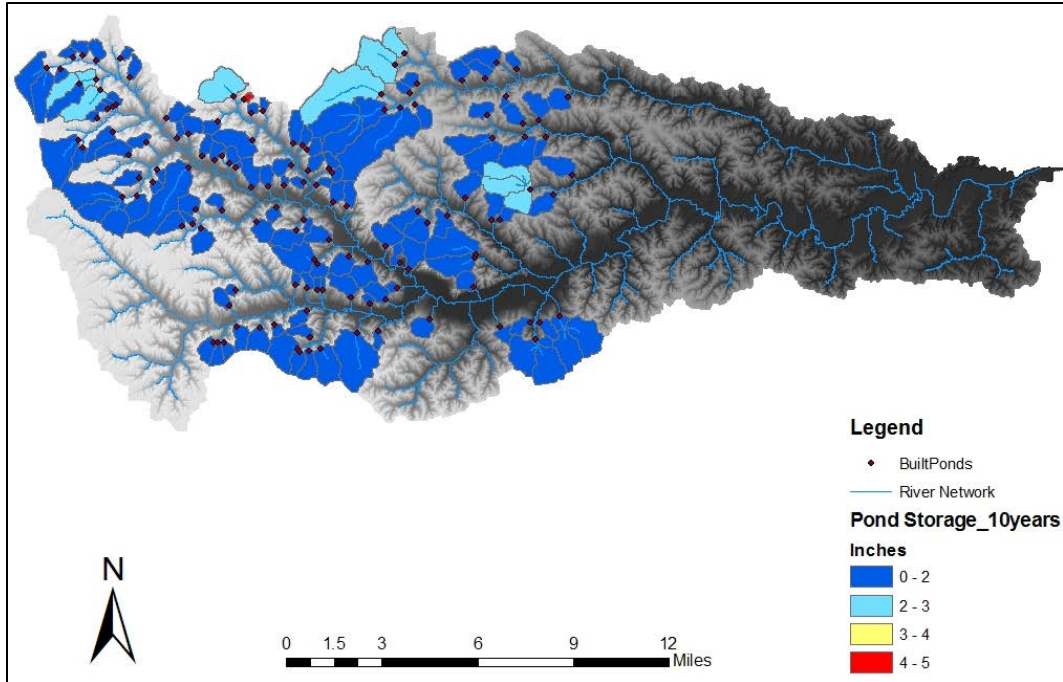 Legend
BuiltPonds
River Network
Pond Storage_10years
Inches
0 - 2
2 - 3
3 - 4
4 - 5
N
0 1.5 3 6 9 12
Miles